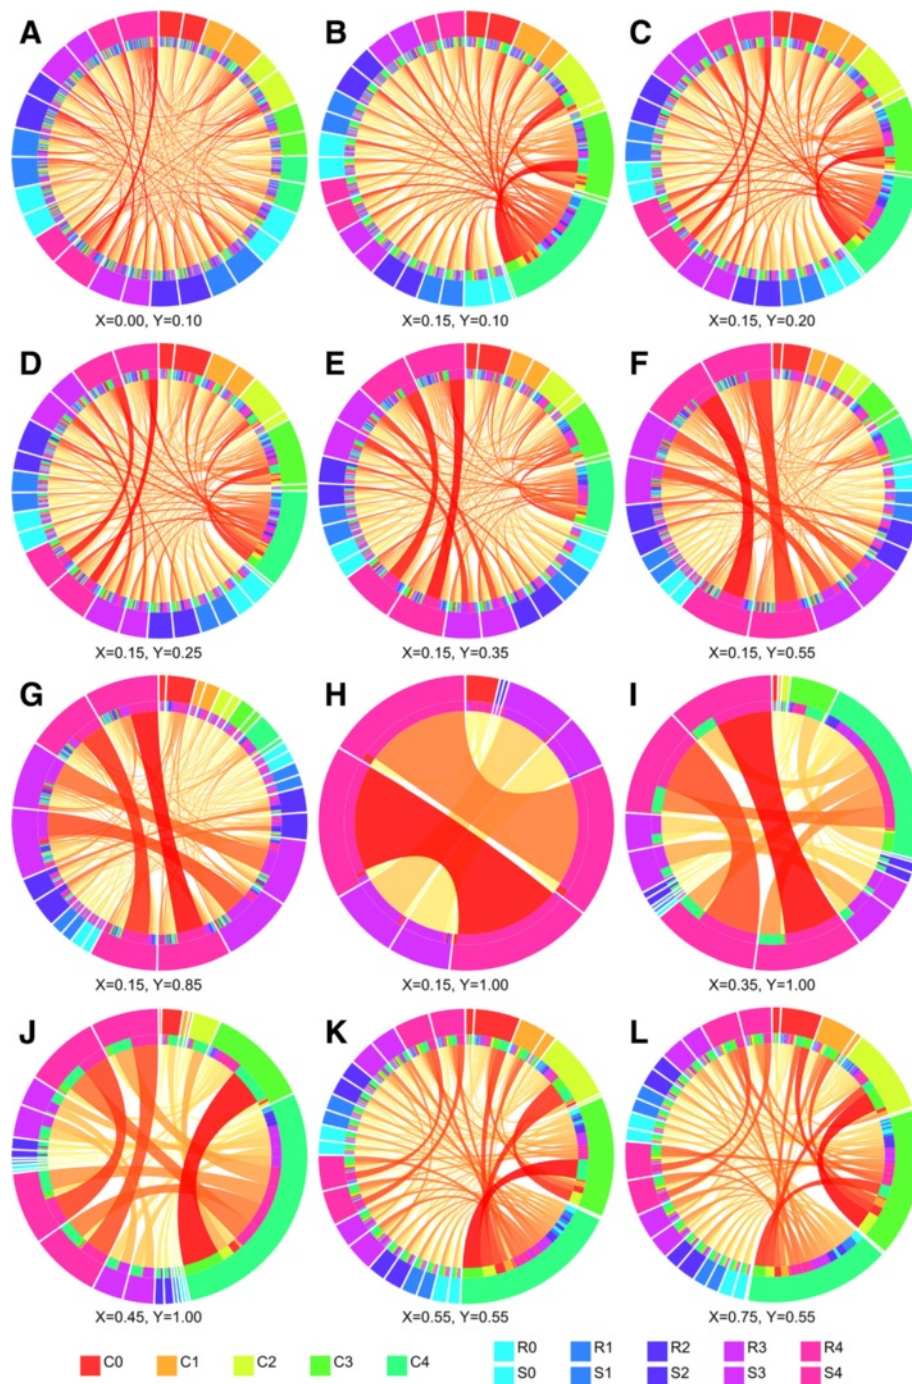 A B C
X=0.00, Y=0.10 X=0.15, Y=0.10 X=0.15, Y=0.20
D E F
X=0.15, Y=0.25 X=0.15, Y=0.35 X=0.15, Y=0.55
G H I
X=0.15, Y=0.85 X=0.15, Y=1.00 X=0.35, Y=1.00
J K L
X=0.45, Y=1.00 X=0.55, Y=0.55 X=0.75, Y=0.55
C0 C1 C2 C3 C4 R0 R1 R2 R3 R4
S0 S1 S2 S3 S4